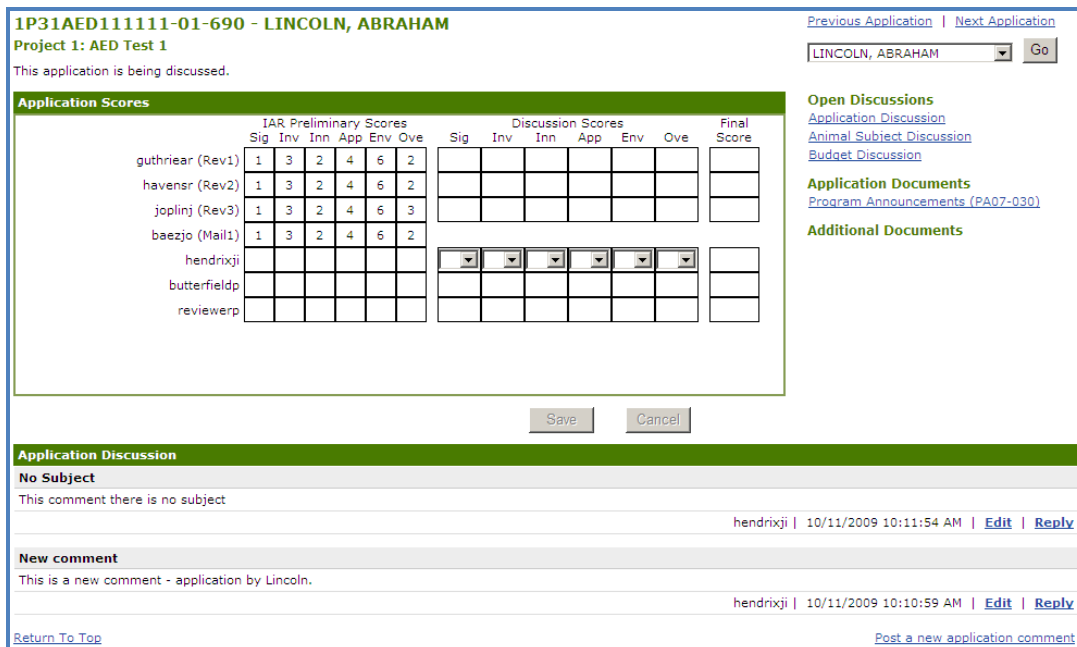 1P31AED111111-01-690 - LINCOLN, ABRAHAM
Project 1: AED Test 1
This application is being discussed.
Previous Application | Next Application
LINCOLN, ABRAHAM Go
Application Scores
IAR Preliminary Scores Discussion Scores Final
Sig Inv Inn App Env Ove Sig Inv Inn App Env Ove Score
guthriear (Rev1) 1 3 2 4 6 2
havensr (Rev2) 1 3 2 4 6 2
joplinj (Rev3) 1 3 2 4 6 3
baezjo (Mail1) 1 3 2 4 6 2
hendrixji
butterfieldp
reviewerp
Save Cancel
Open Discussions
Application Discussion
Animal Subject Discussion
Budget Discussion
Application Documents
Program Announcements (PA07-030)
Additional Documents
Application Discussion
No Subject
This comment there is no subject
hendrixji | 10/11/2009 10:11:54 AM | Edit | Reply
New comment
This is a new comment - application by Lincoln.
hendrixji | 10/11/2009 10:10:59 AM | Edit | Reply
Return To Top Post a new application comment